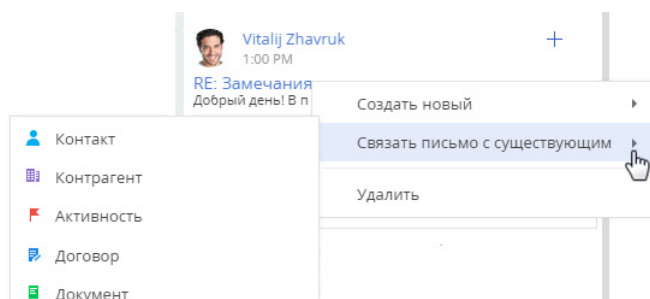 Vitalij Zhavruk
1:00 PM
RE: Замечания
Добрый день! В п
Создать новый
Связать письмо с существующим
Удалить
Контакт
Контрагент
Активность
Договор
Документ